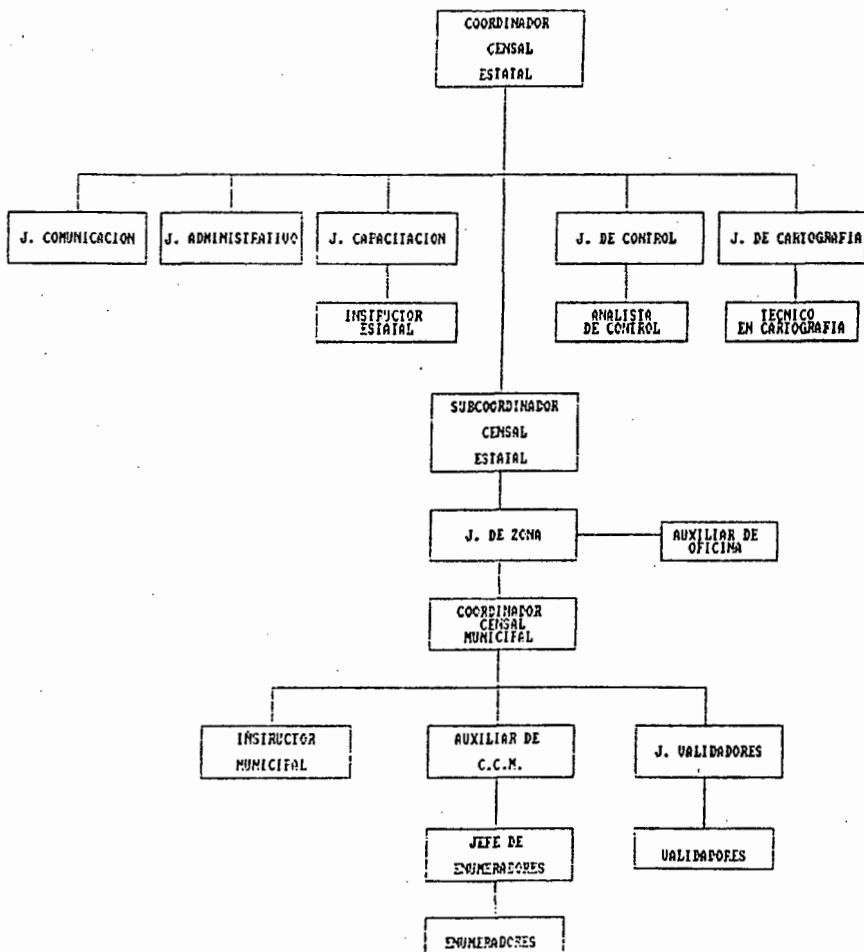 COORDINADOR
CENSAL
ESTATAL
J. COMUNICACION
J. ADMINISTRATIVO
J. CAPACITACION
J. DE CONTROL
J. DE CARTOGRAFIA
INSTRUCTOR
ESTATAL
ANALISTA
DE CONTROL
TECNICO
EN CARTOGRAFIA
SUBCOORDINADOR
CENSAL
ESTATAL
J. DE ZONA
AUXILIAR DE
OFICINA
COORDINADOR
CENSAL
MUNICIPAL
INSTRUCTOR
MUNICIPAL
AUXILIAR DE
C.C.M.
J. VALIDADORES
JEFE DE
ENUMERADORES
VALIDADORES
ENUMERADORES